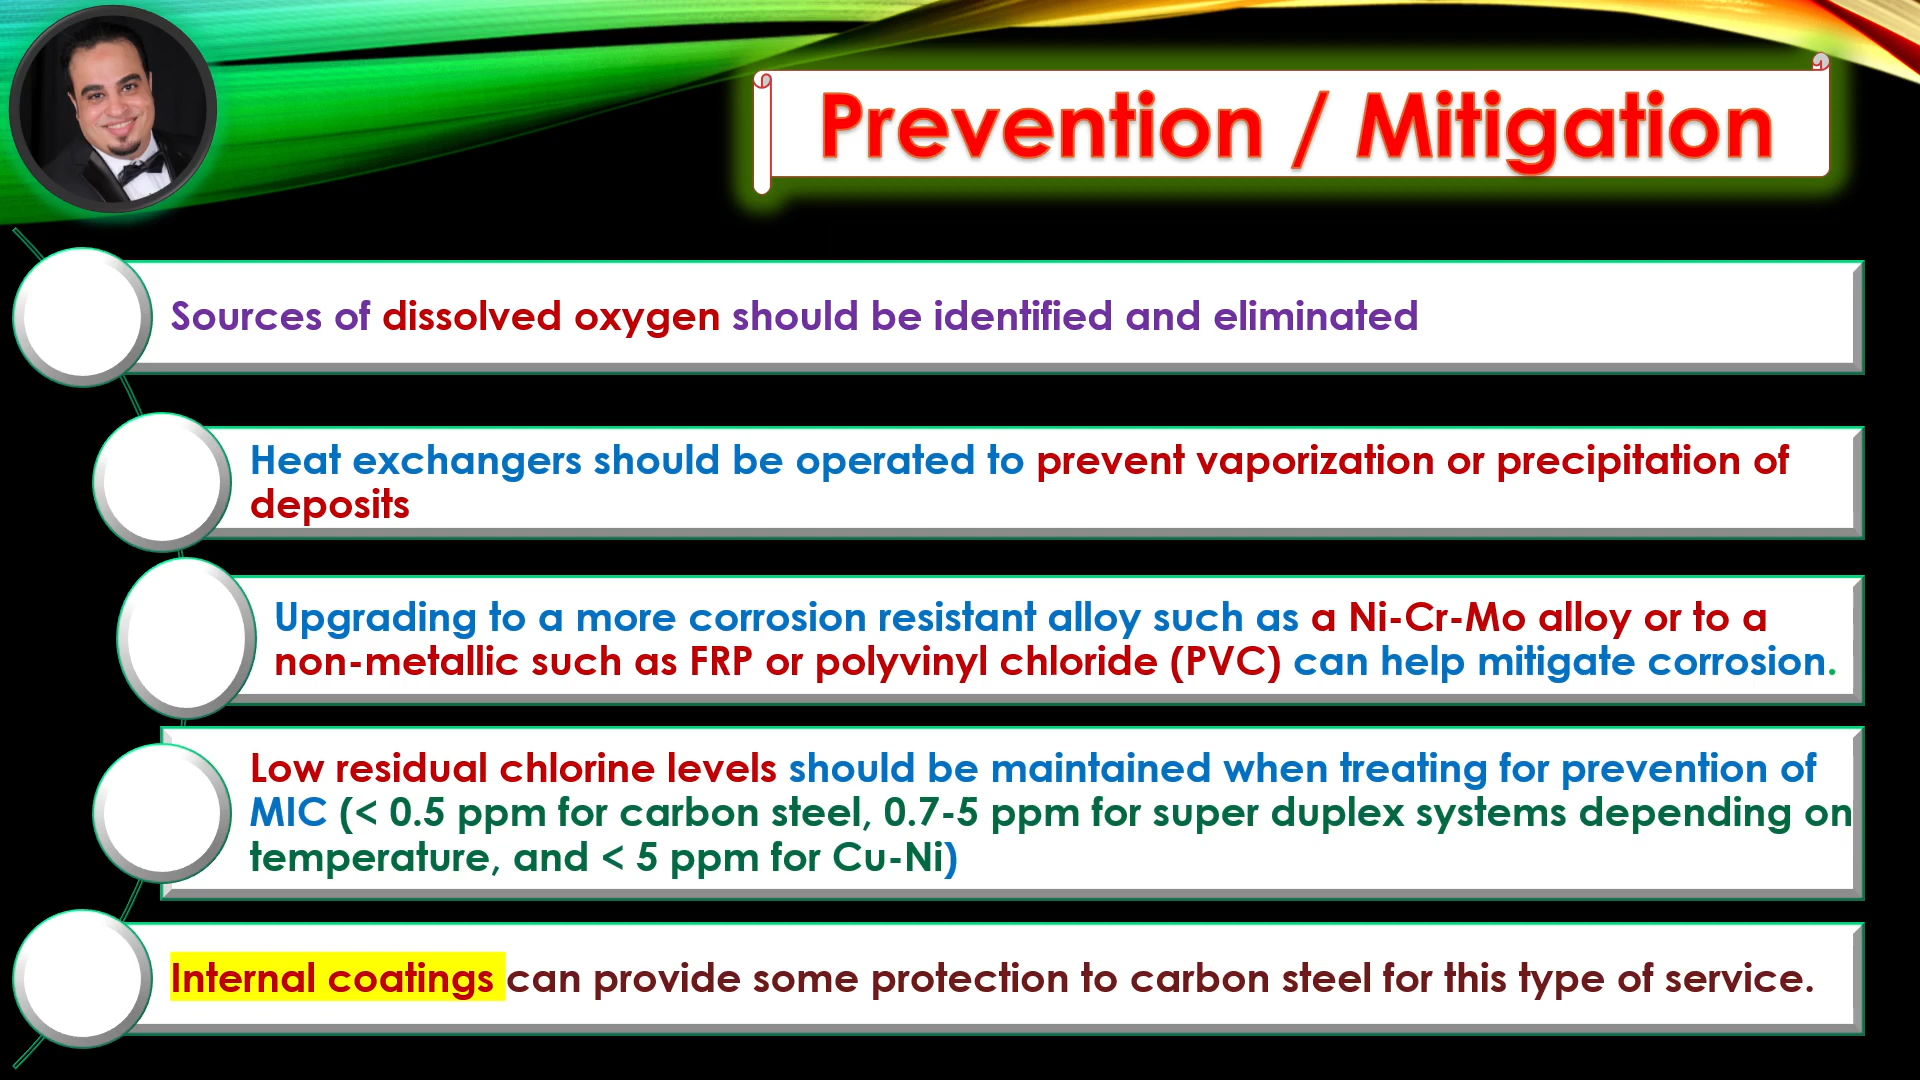 Prevention / Mitigation
Sources of dissolved oxygen should be identified and eliminated
Heat exchangers should be operated to prevent vaporization or precipitation of
deposits
Upgrading to a more corrosion resistant alloy such as a Ni-Cr-Mo alloy or to a
non-metallic such as FRP or polyvinyl chloride (PVC) can help mitigate corrosion.
Low residual chlorine levels should be maintained when treating for prevention of
MIC (< 0.5 ppm for carbon steel, 0.7-5 ppm for super duplex systems depending on
temperature, and < 5 ppm for Cu-Ni)
Internal coatings can provide some protection to carbon steel for this type of service.